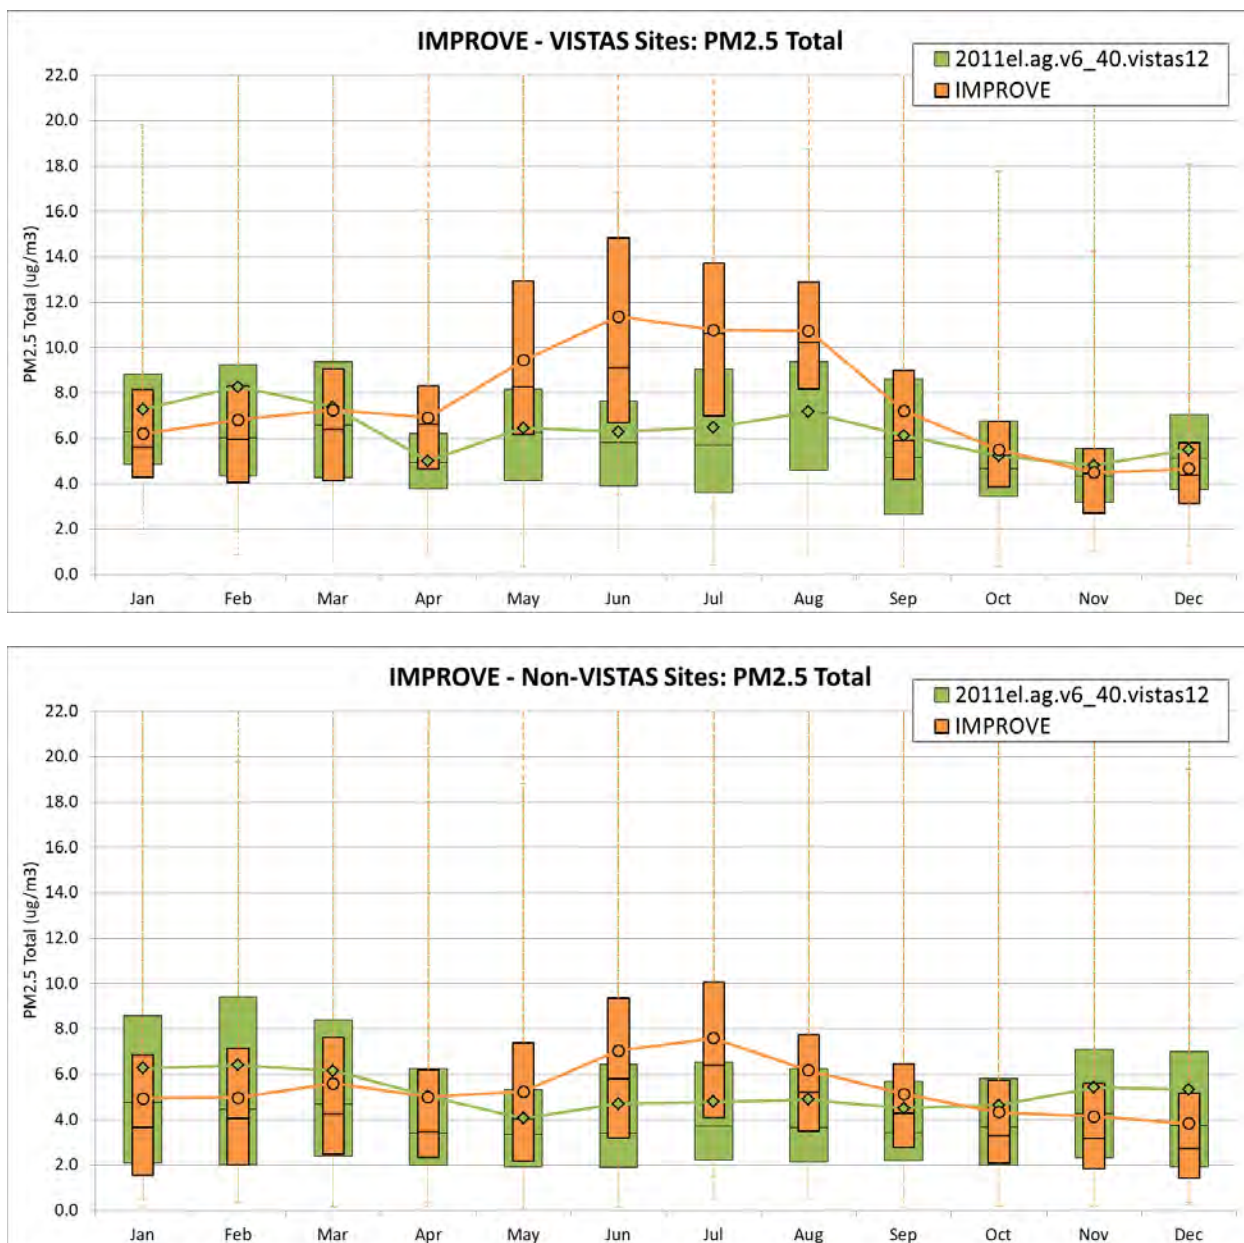 IMPROVE - VISTAS Sites: PM2.5 Total
2011el.ag.v6_40.vistas12
IMPROVE
PM2.5 Total (ug/m3)
22.0
20.0
18.0
16.0
14.0
12.0
10.0
8.0
6.0
4.0
2.0
0.0
Jan Feb Mar Apr May Jun Jul Aug Sep Oct Nov Dec
IMPROVE - Non-VISTAS Sites: PM2.5 Total
2011el.ag.v6_40.vistas12
IMPROVE
PM2.5 Total (ug/m3)
22.0
20.0
18.0
16.0
14.0
12.0
10.0
8.0
6.0
4.0
2.0
0.0
Jan Feb Mar Apr May Jun Jul Aug Sep Oct Nov Dec